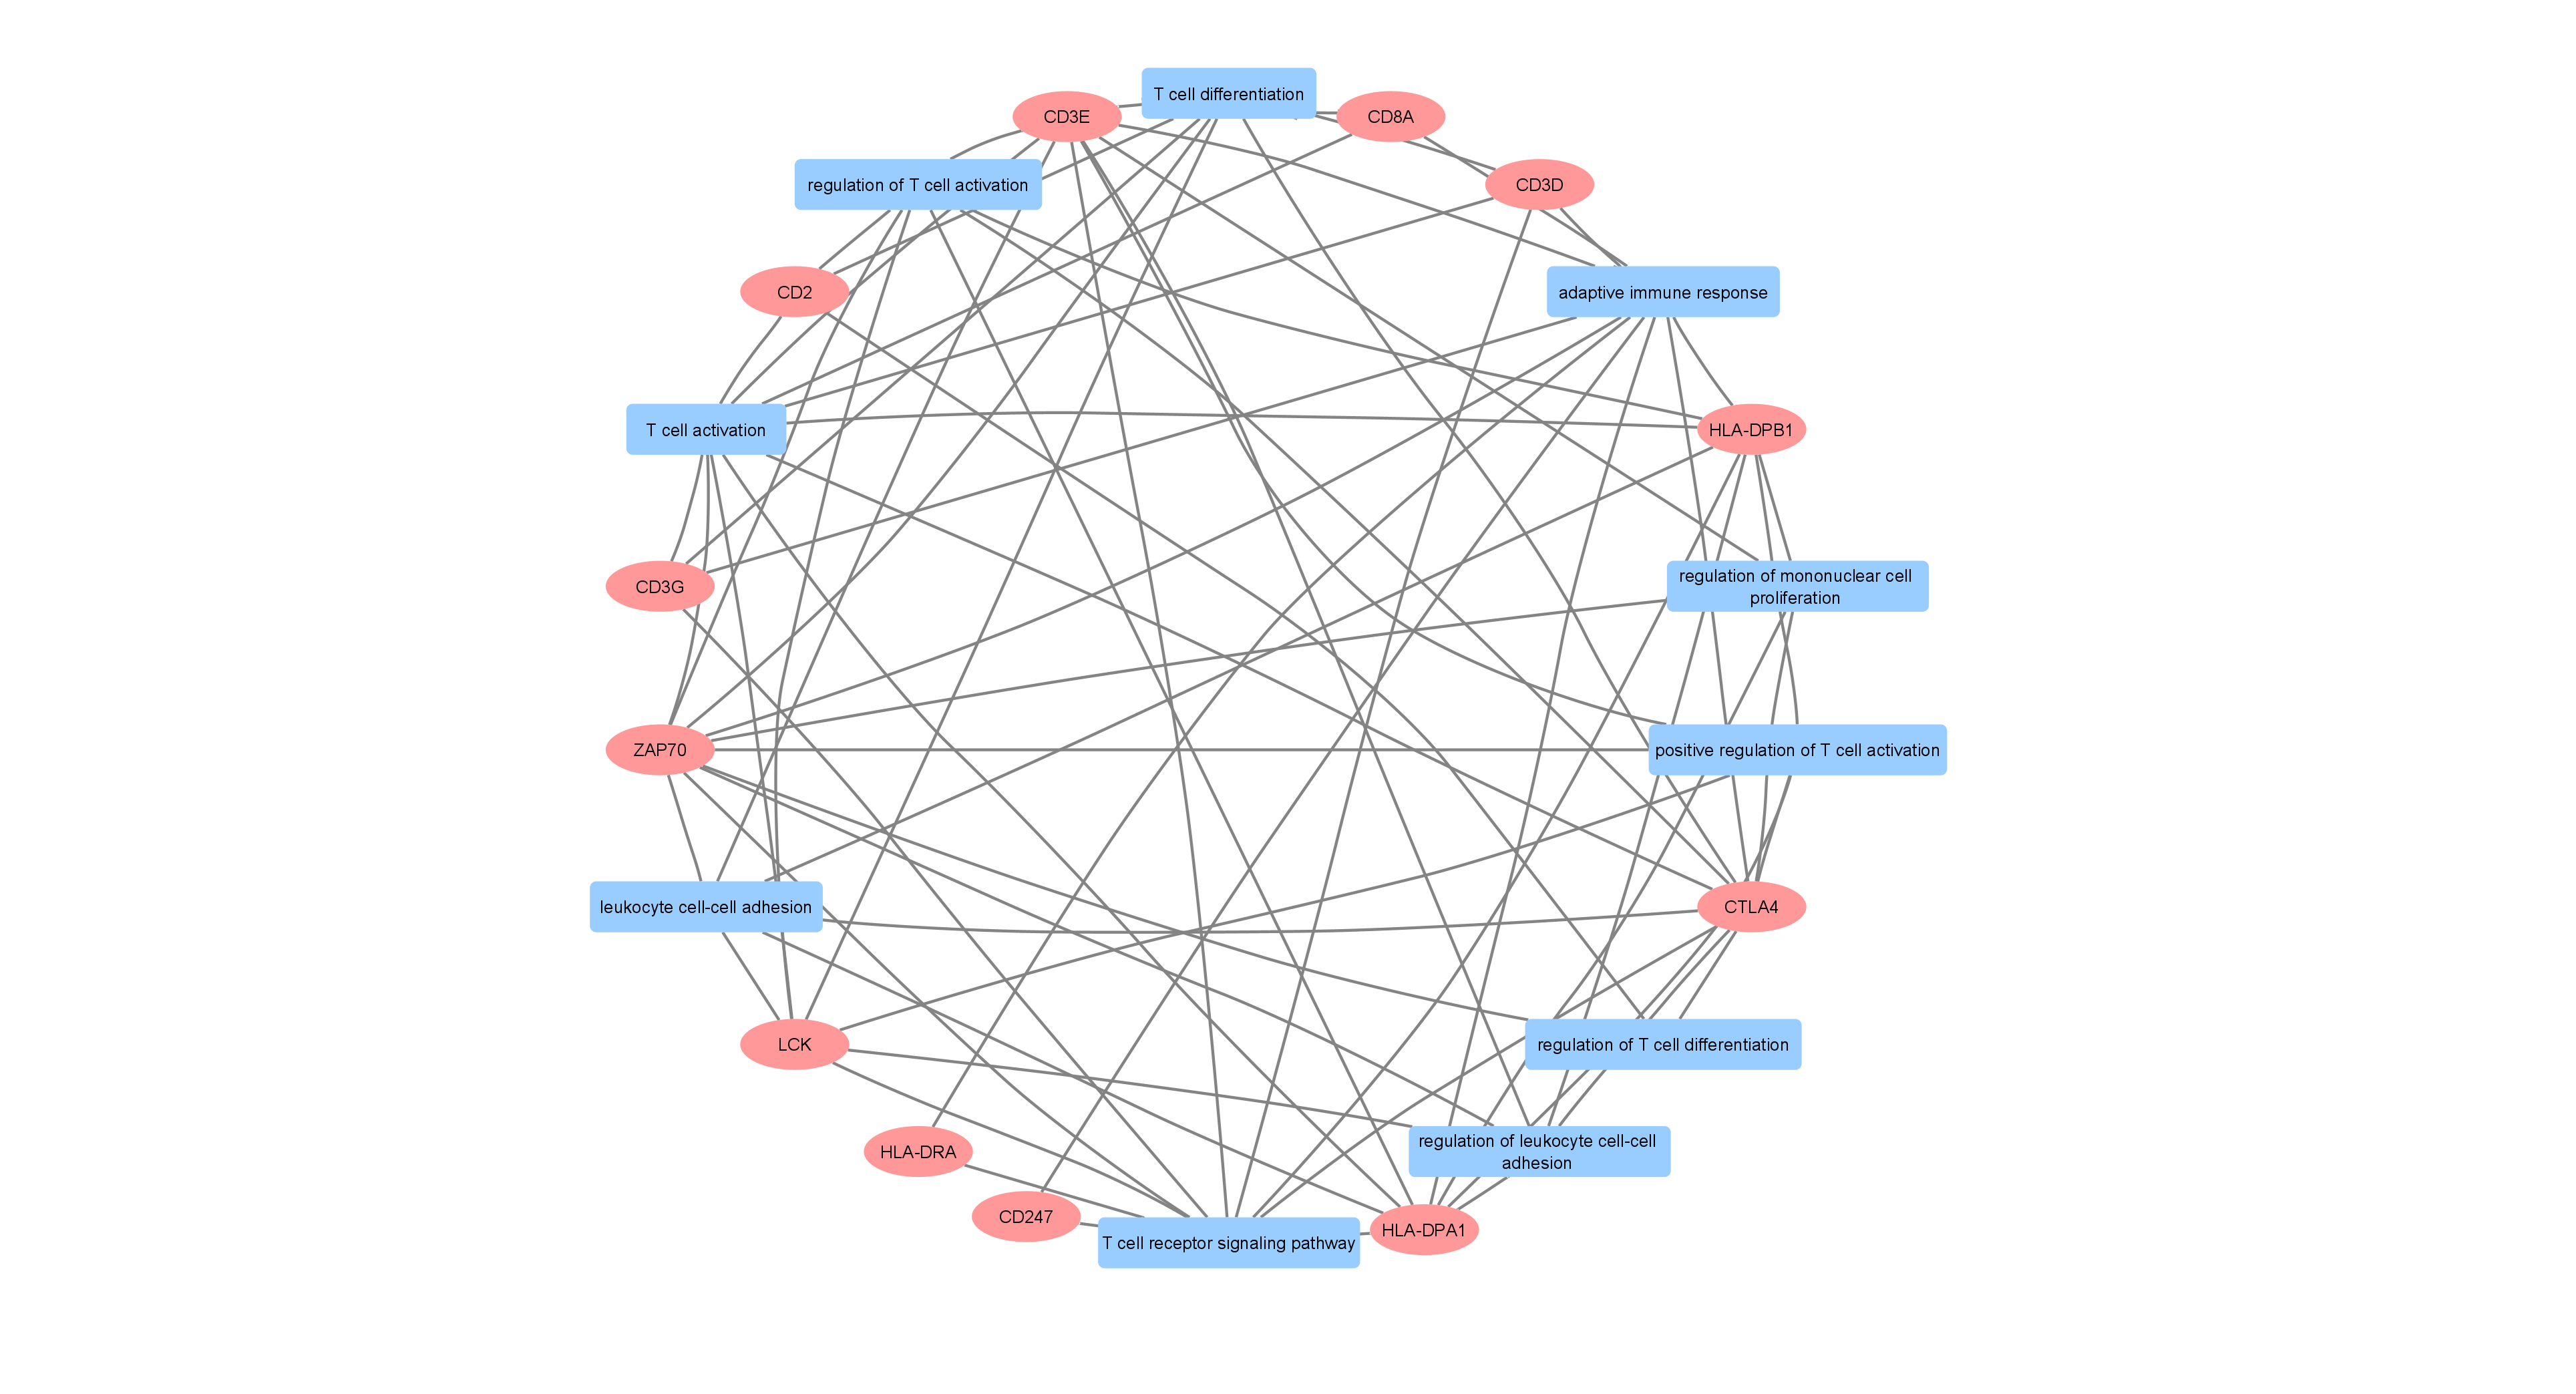 T cell differentiation
CD3E
CD8A
regulation of T cell activation
CD3D
CD2
adaptive immune response
T cell activation
HLA-DPB1
CD3G
regulation of mononuclear cell
proliferation
ZAP70
positive regulation of T cell activation
leukocyte cell-cell adhesion
CTLA4
LCK
regulation of T cell differentiation
HLA-DRA
regulation of leukocyte cell-cell
adhesion
CD247
T cell receptor signaling pathway
HLA-DPA1